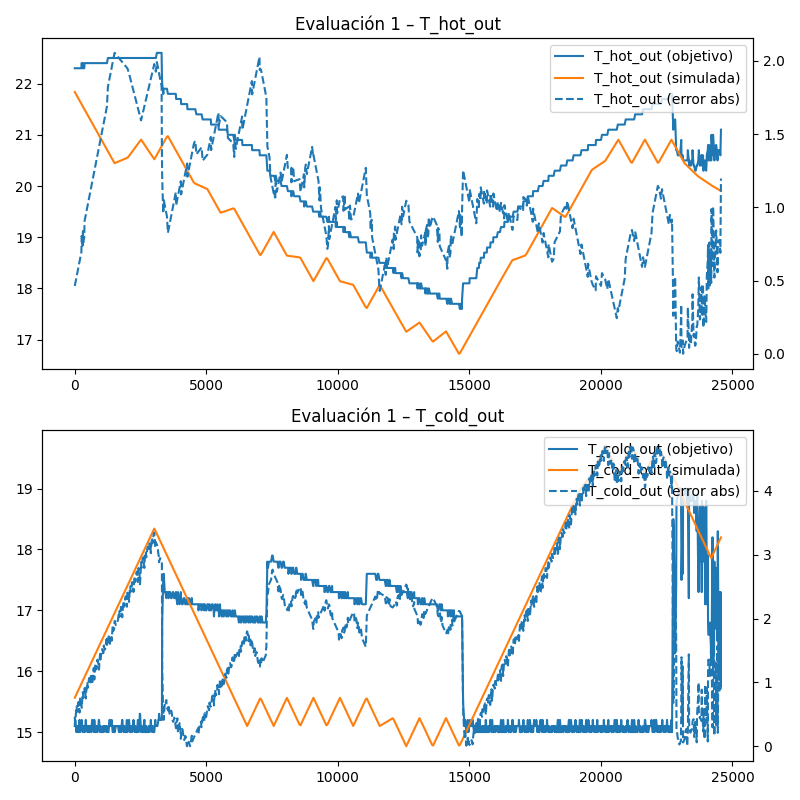 Evaluación 1 – T_hot_out
T_hot_out (objetivo)
T_hot_out (simulada)
T_hot_out (error abs)
22
21
20
19
18
17
2.0
1.5
1.0
0.5
0.0
0 5000 10000 15000 20000 25000
Evaluación 1 – T_cold_out
T_cold_out (objetivo)
T_cold_out (simulada)
T_cold_out (error abs)
19
18
17
16
15
4
3
2
1
0
0 5000 10000 15000 20000 25000